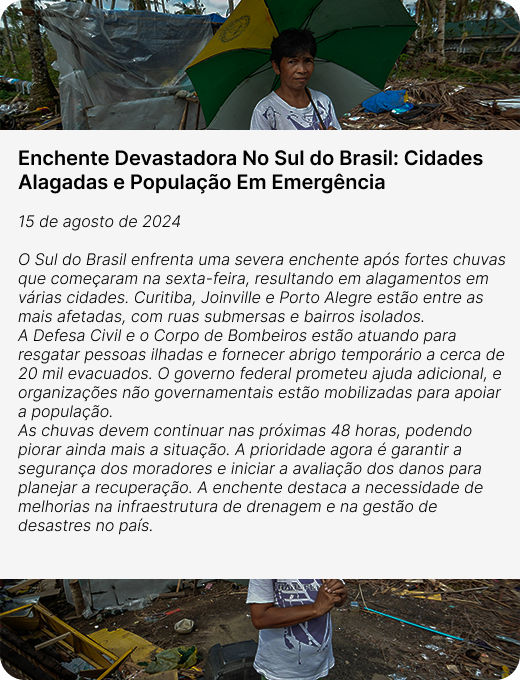 Enchente Devastadora No Sul do Brasil: Cidades
Alagadas e População Em Emergência
15 de agosto de 2024
O Sul do Brasil enfrenta uma severa enchente após fortes chuvas
que começaram na sexta-feira, resultando em alagamentos em
várias cidades. Curitiba, Joinville e Porto Alegre estão entre as
mais afetadas, com ruas submersas e bairros isolados.
A Defesa Civil e o Corpo de Bombeiros estão atuando para
resgatar pessoas ilhadas e fornecer abrigo temporário a cerca de
20 mil evacuados. O governo federal prometeu ajuda adicional, e
organizações não governamentais estão mobilizadas para apoiar
a população.
As chuvas devem continuar nas próximas 48 horas, podendo
piorar ainda mais a situação. A prioridade agora é garantir a
segurança dos moradores e iniciar a avaliação dos danos para
planejar a recuperação. A enchente destaca a necessidade de
melhorias na infraestrutura de drenagem e na gestão de
desastres no país.